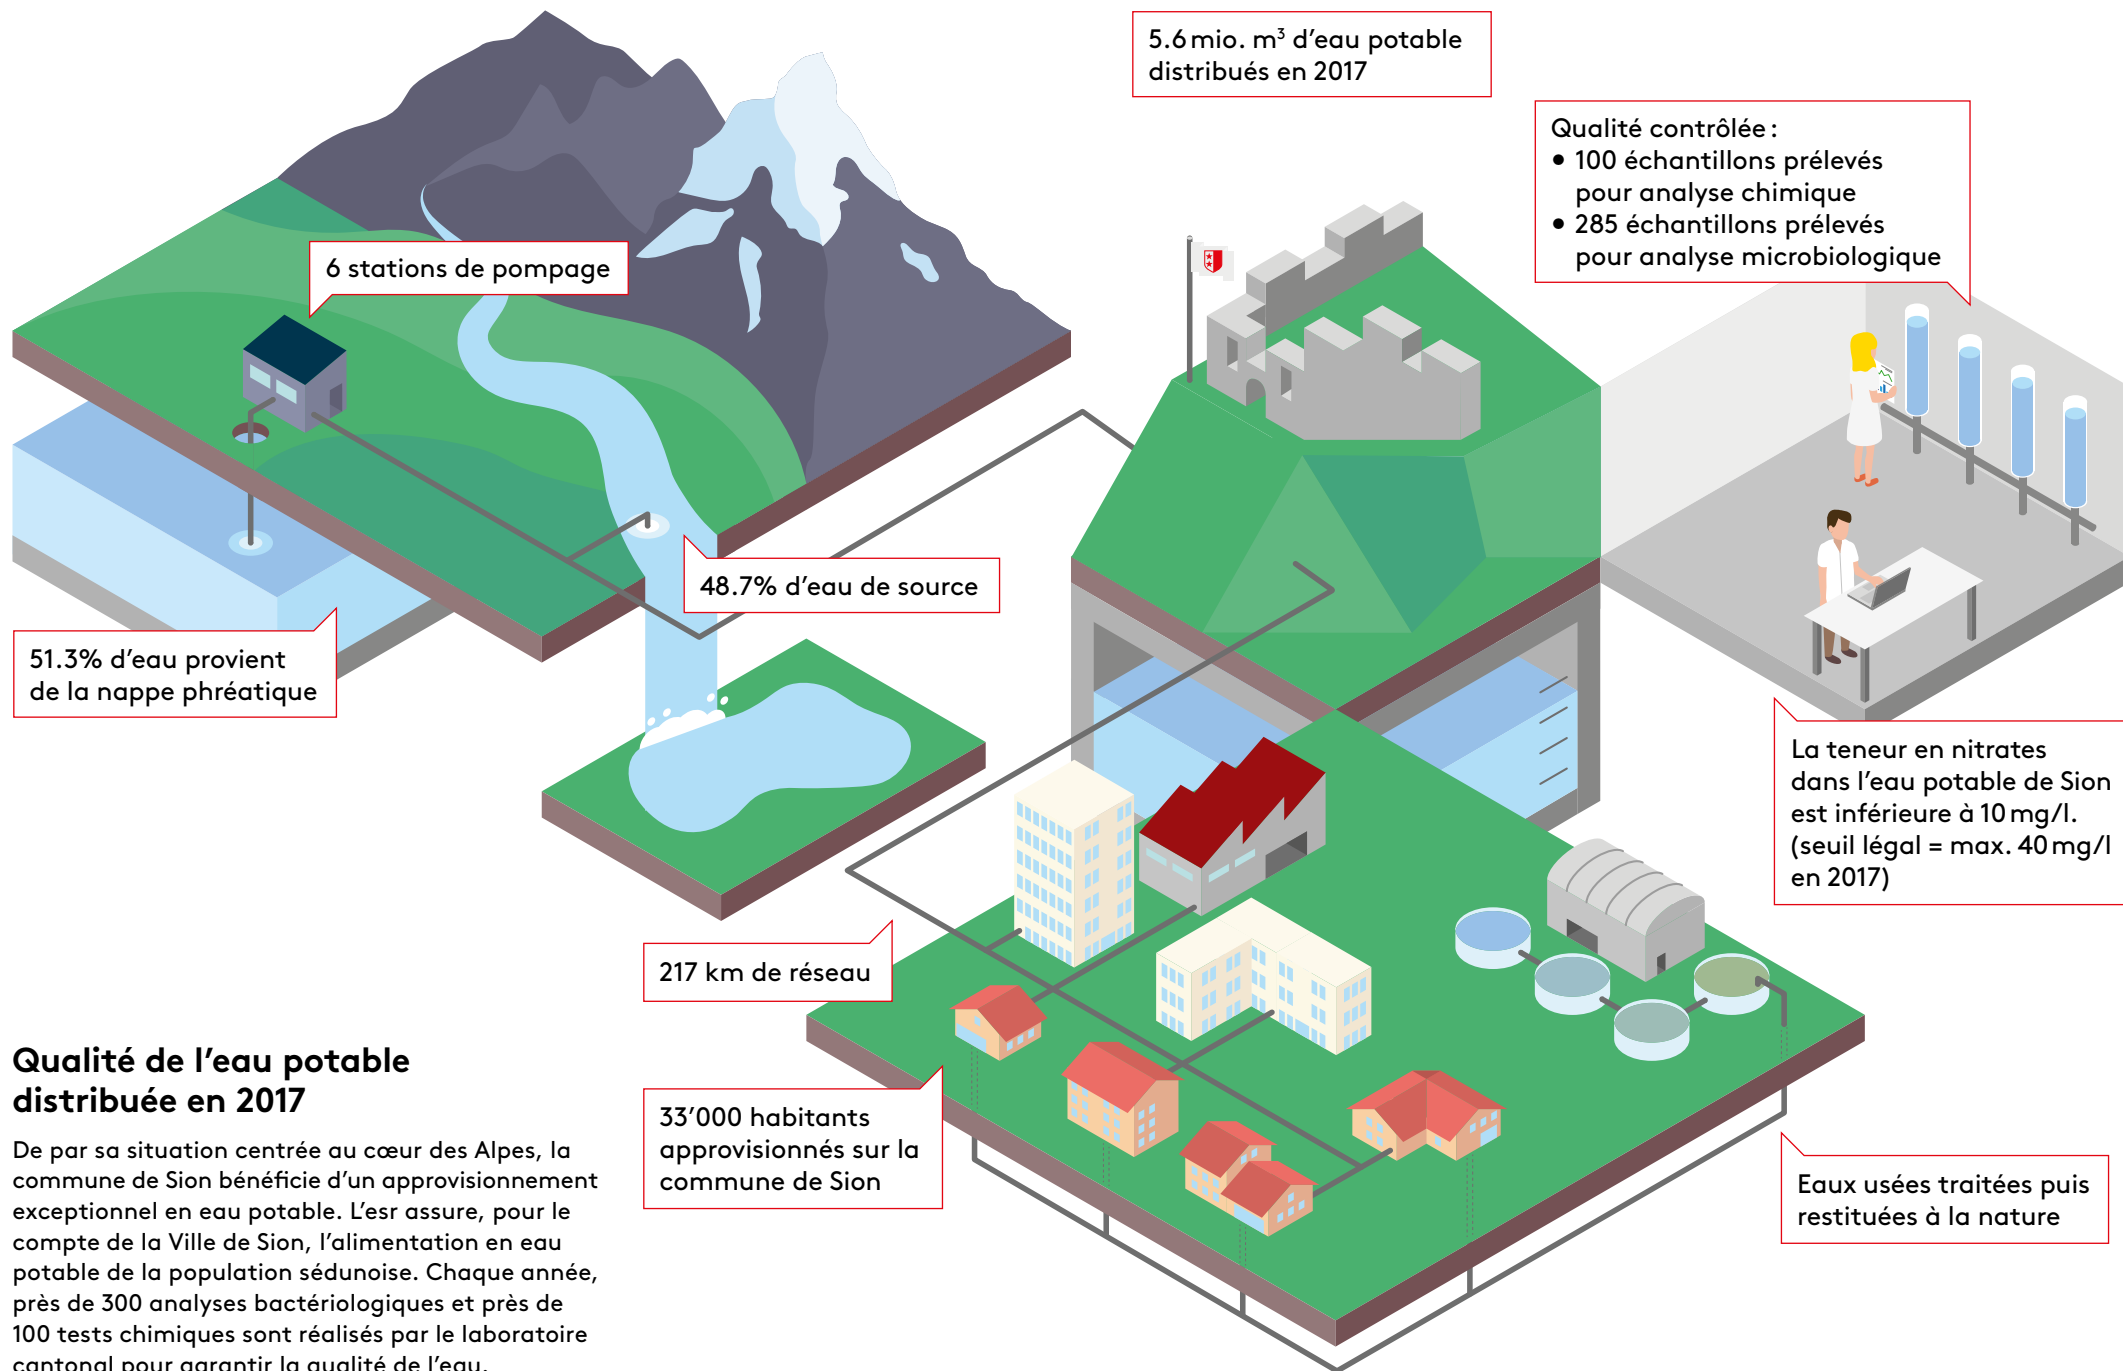 5.6 mio. m³ d'eau potable
distribués en 2017
Qualité contrôlée :
• 100 échantillons prélevés
pour analyse chimique
• 285 échantillons prélevés
pour analyse microbiologique
6 stations de pompage
48.7% d'eau de source
51.3% d'eau provient
de la nappe phréatique
La teneur en nitrates
dans l'eau potable de Sion
est inférieure à 10 mg/l.
(seuil légal = max. 40 mg/l
en 2017)
217 km de réseau
33'000 habitants
approvisionnés sur la
commune de Sion
Eaux usées traitées puis
restituées à la nature
Qualité de l'eau potable
distribuée en 2017
De par sa situation centrée au cœur des Alpes, la
commune de Sion bénéficie d'un approvisionnement
exceptionnel en eau potable. L'esr assure, pour le
compte de la Ville de Sion, l'alimentation en eau
potable de la population sédunoise. Chaque année,
près de 300 analyses bactériologiques et près de
100 tests chimiques sont réalisés par le laboratoire
cantonal pour garantir la qualité de l'eau.